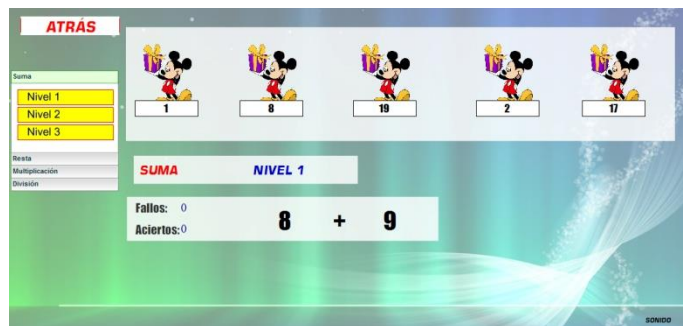 ATRÁS
Suma
Nivel 1
Nivel 2
Nivel 3
Resta
Multiplicación
División
1 8 19 2 17
SUMA NIVEL 1
Fallos: 0
Aciertos: 0
8 + 9
SONIDO